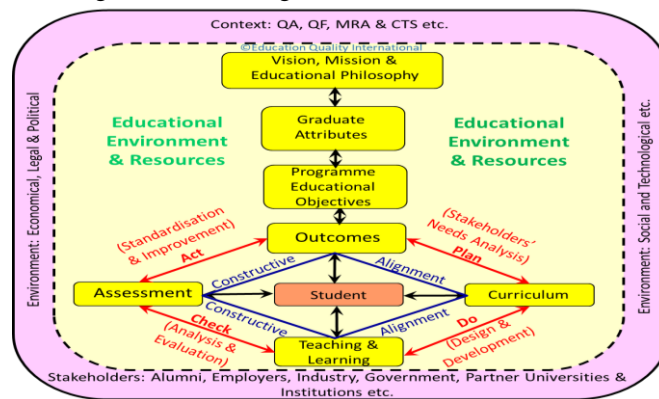 Context: QA, QF, MRA & CTS etc.
©Education Quality International
Vision, Mission &
Educational Philosophy
Educational
Environment
& Resources
Graduate
Attributes
Educational
Environment
& Resources
Programme
Educational
Objectives
Environment: Economical, Legal & Political
Environment: Social and Technological etc.
(Standardisation
& Improvement)
Act
Outcomes
(Stakeholders'
Needs Analysis)
Plan
Constructive
Alignment
Assessment
Student
Curriculum
Constructive
Alignment
Check
(Analysis &
Evaluation)
Teaching &
Learning
Do
(Design &
Development)
Stakeholders: Alumni, Employers, Industry, Government, Partner Universities &
Institutions etc.